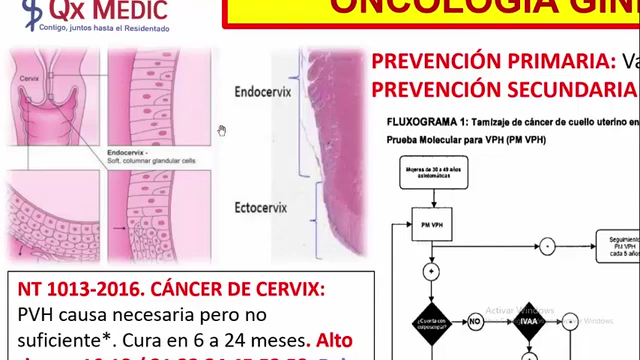 Qx MEDIC
Contigo, juntos hasta el Residentado
ONCOLOGÍA GIN
Cervix
Endocervix -
Soft, columnar glandular cells
Endocervix
Ectocervix
PREVENCIÓN PRIMARIA:
PREVENCIÓN SECUNDARIA
FLUXOGRAMA 1: Tamizaje de cáncer de cuello uterino en
Prueba Molecular para VPH (PM VPH)
Mujeres de 30 a 49 años
asintomáticas
PM VPH
Seguimiento
PM VPH
cada 5 años
-
+
¿Cuenta con
colposcopia?
NO
IVAA
-
Activar Windows
NT 1013-2016. CÁNCER DE CERVIX:
PVH causa necesaria pero no
suficiente*. Cura en 6 a 24 meses. Alto